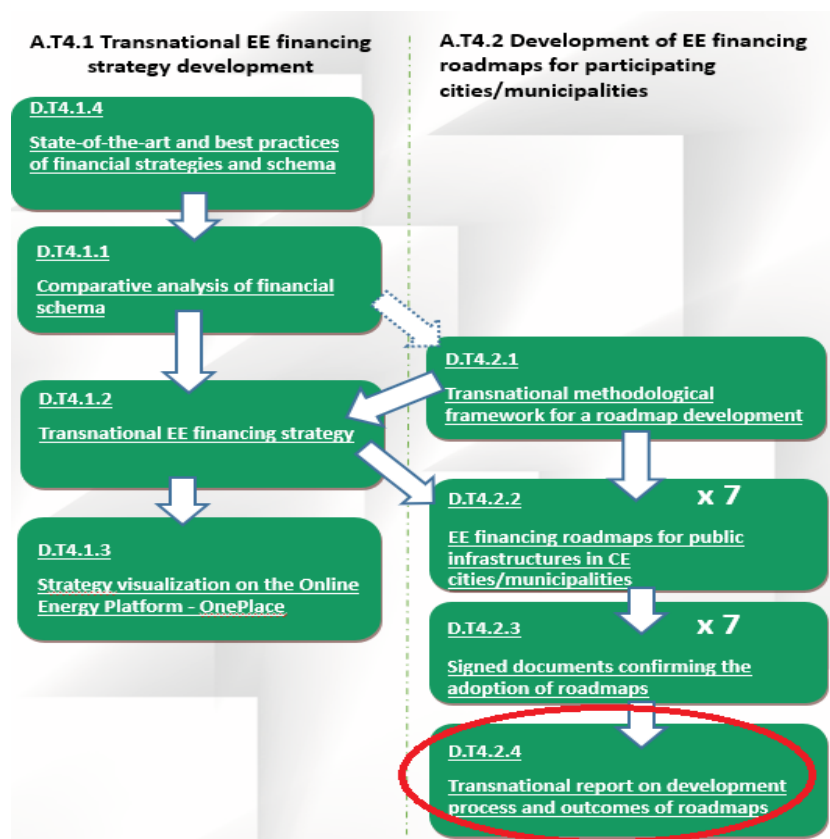 A.T4.1 Transnational EE financing
strategy development
D.T4.1.4
State-of-the-art and best practices
of financial strategies and schema
D.T4.1.1
Comparative analysis of financial
schema
D.T4.1.2
Transnational EE financing strategy
D.T4.1.3
Strategy visualization on the Online
Energy Platform - OnePlace
A.T4.2 Development of EE financing
roadmaps for participating
cities/municipalities
D.T4.2.1
Transnational methodological
framework for a roadmap development
D.T4.2.2 x 7
EE financing roadmaps for public
infrastructures in CE
cities/municipalities
D.T4.2.3 x 7
Signed documents confirming the
adoption of roadmaps
D.T4.2.4
Transnational report on development
process and outcomes of roadmaps